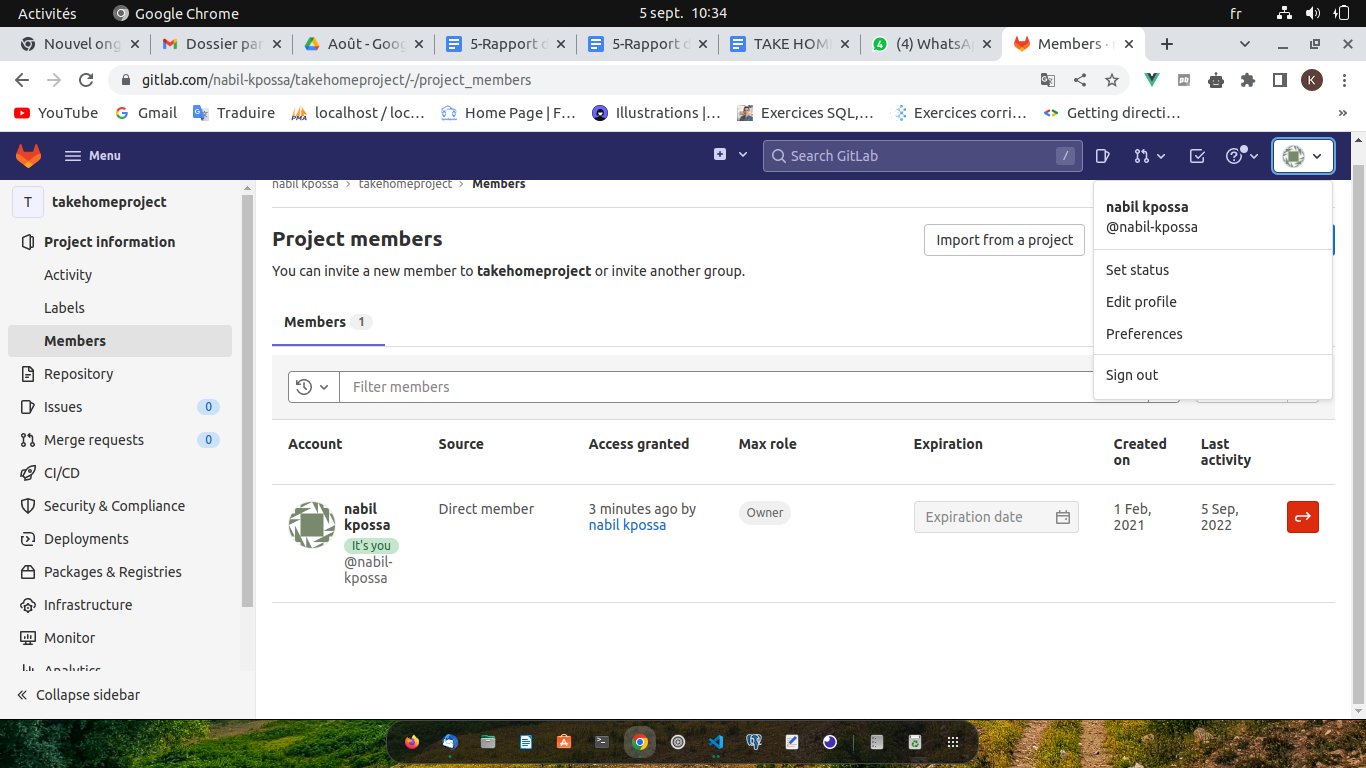 Activités
Google Chrome
5 sept. 10:34
fr
Nouvel ong
Dossier par
Août - Goog
5-Rapport d
5-Rapport d
TAKE HOM
(4) WhatsA
Members · n
gitlab.com/nabil-kpossa/takehomeproject/-/project_members
K
YouTube
Gmail
Traduire
localhost / loc…
Home Page | F…
Illustrations |…
Exercices SQL,…
Exercices corri…
Getting directi…
»
Menu
Search GitLab
/
T
takehomeproject
Project information
Activity
Labels
Members
Repository
Issues 0
Merge requests 0
CI/CD
Security & Compliance
Deployments
Packages & Registries
Infrastructure
Monitor
Analytics
Collapse sidebar
nabil kpossa > takehomeproject > Members
Project members
Import from a project
You can invite a new member to takehomeproject or invite another group.
Members 1
Filter members
nabil kpossa
@nabil-kpossa
Set status
Edit profile
Preferences
Sign out
Account Source Access granted Max role Expiration Created on Last activity
nabil kpossa
It's you
@nabil-kpossa
Direct member
3 minutes ago by nabil kpossa
Owner
Expiration date
1 Feb, 2021
5 Sep, 2022